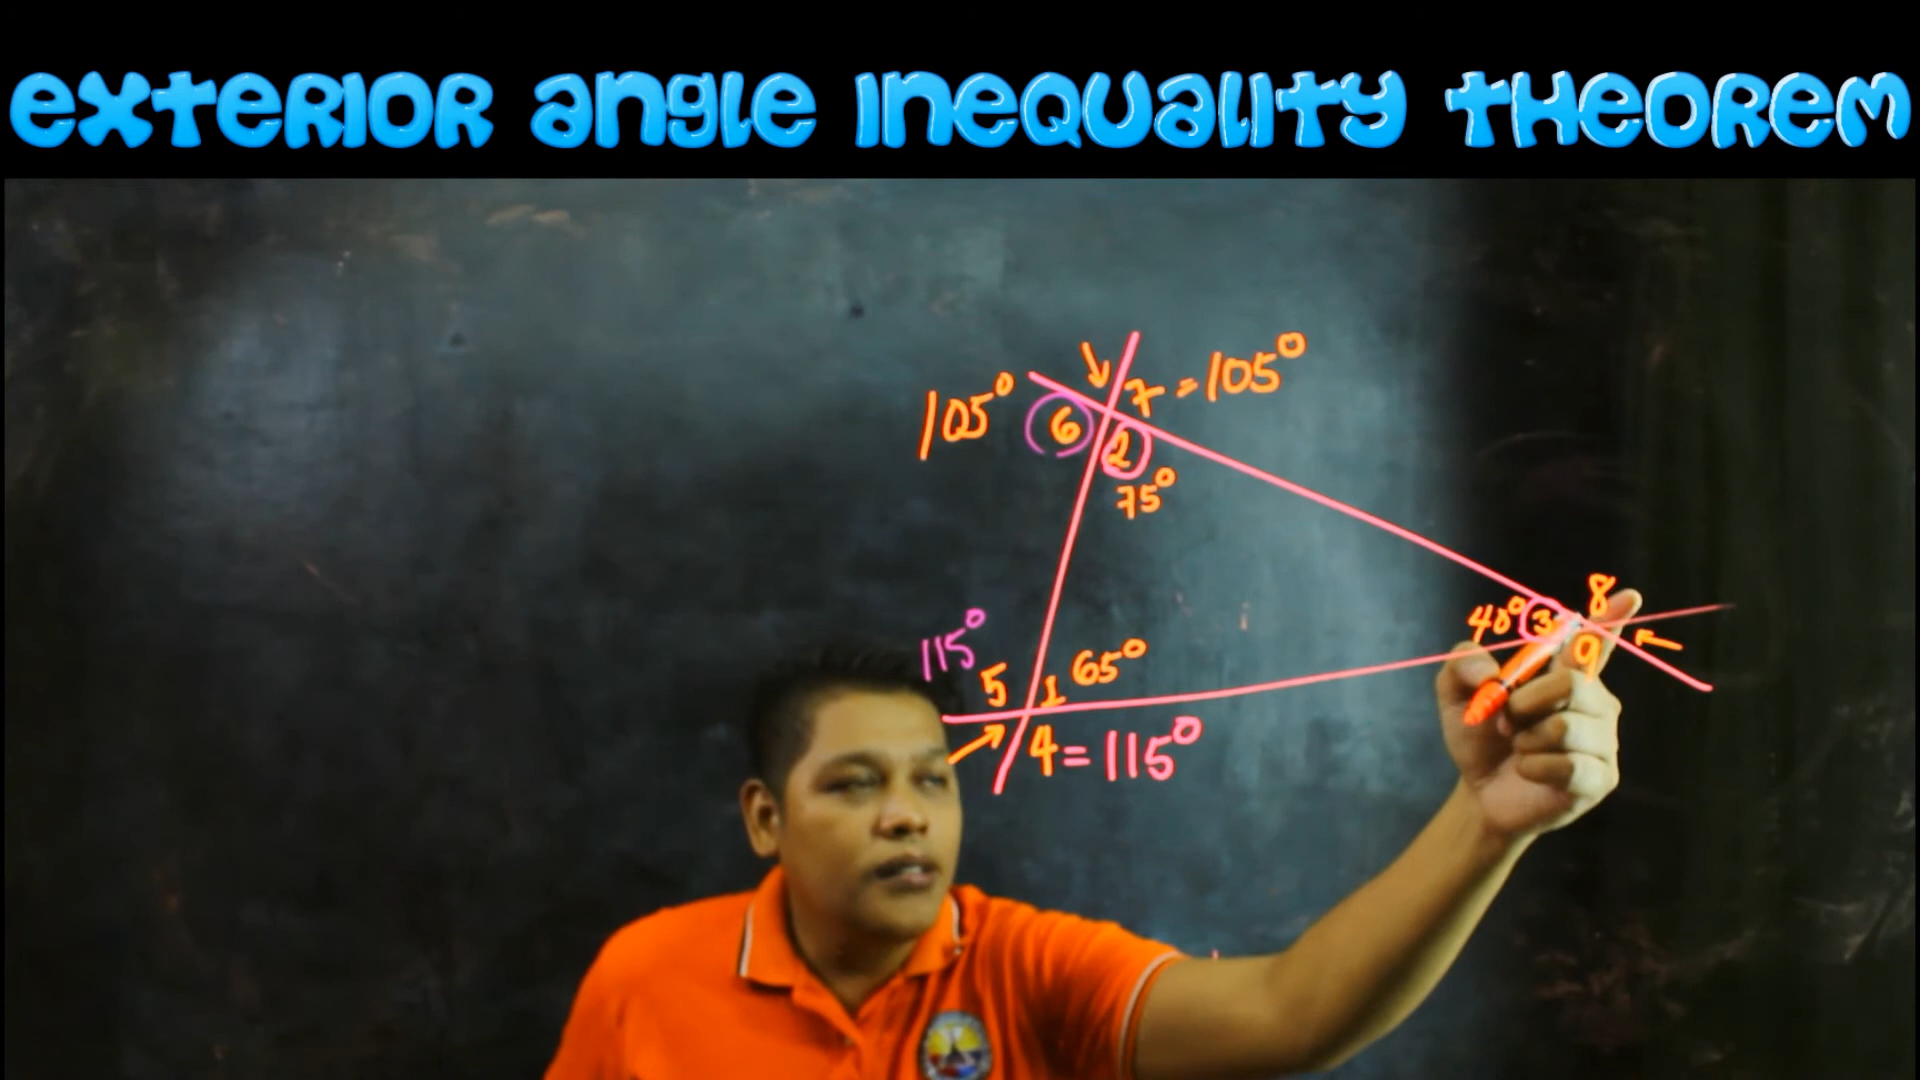 EXTERIOR ANGLE INEQUALITY THEOREM
7 = 105°
105° 6
2
75°
8
40° 3
9
115°
5 1 65°
4 = 115°